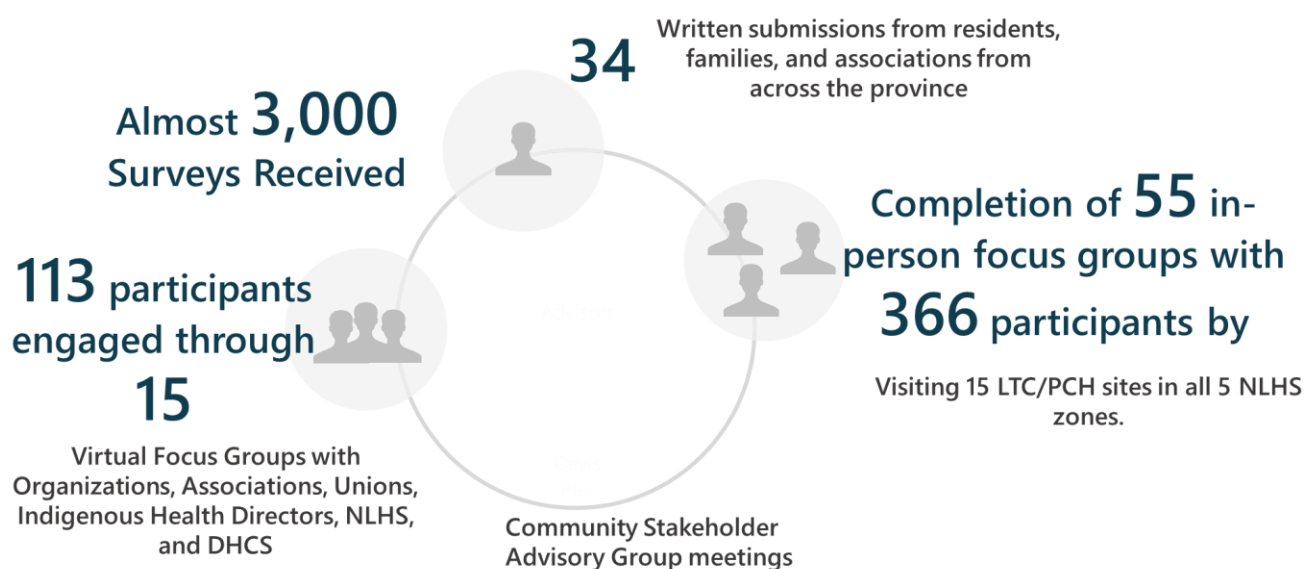 34
Written submissions from residents,
families, and associations from
across the province
Almost 3,000
Surveys Received
Completion of 55 in-
person focus groups with
366 participants by
Visiting 15 LTC/PCH sites in all 5 NLHS
zones.
113 participants
engaged through
15
Virtual Focus Groups with
Organizations, Associations, Unions,
Indigenous Health Directors, NLHS,
and DHCS
Community Stakeholder
Advisory Group meetings